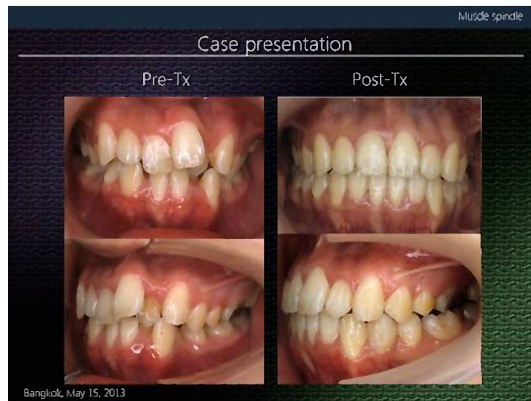 Muscle spindle
Case presentation
Pre-Tx
Post-Tx
Bangkok, May 15, 2013